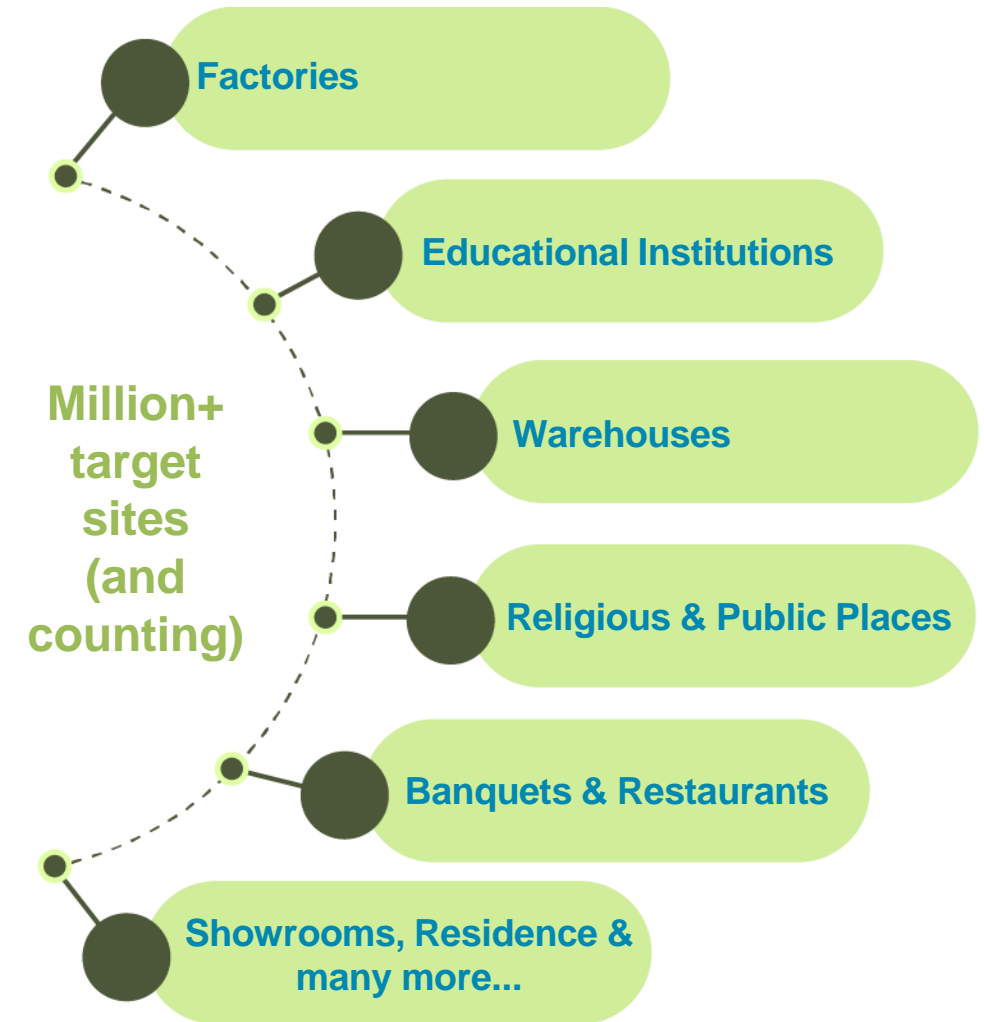 Factories
Educational Institutions
Million+
target
sites
(and
counting)
Warehouses
Religious & Public Places
Banquets & Restaurants
Showrooms, Residence &
many more...